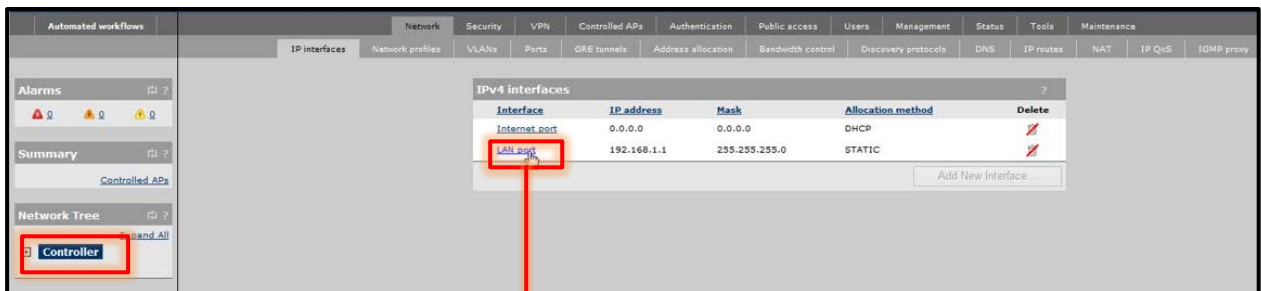 Automated workflows
Network Security VPN Controlled APs Authentication Public access Users Management Status Tools Maintenance
IP interfaces Network profiles VLANs Ports GRE tunnels Address allocation Bandwidth control Discovery protocols DNS IP routes NAT IP QoS IGMP proxy
Alarms ?
0 0 0
Summary ?
Controlled APs
Network Tree ?
Expand All
+ Controller
IPv4 interfaces ?
Interface IP address Mask Allocation method Delete
Internet port 0.0.0.0 0.0.0.0 DHCP
LAN port 192.168.1.1 255.255.255.0 STATIC
Add New Interface...